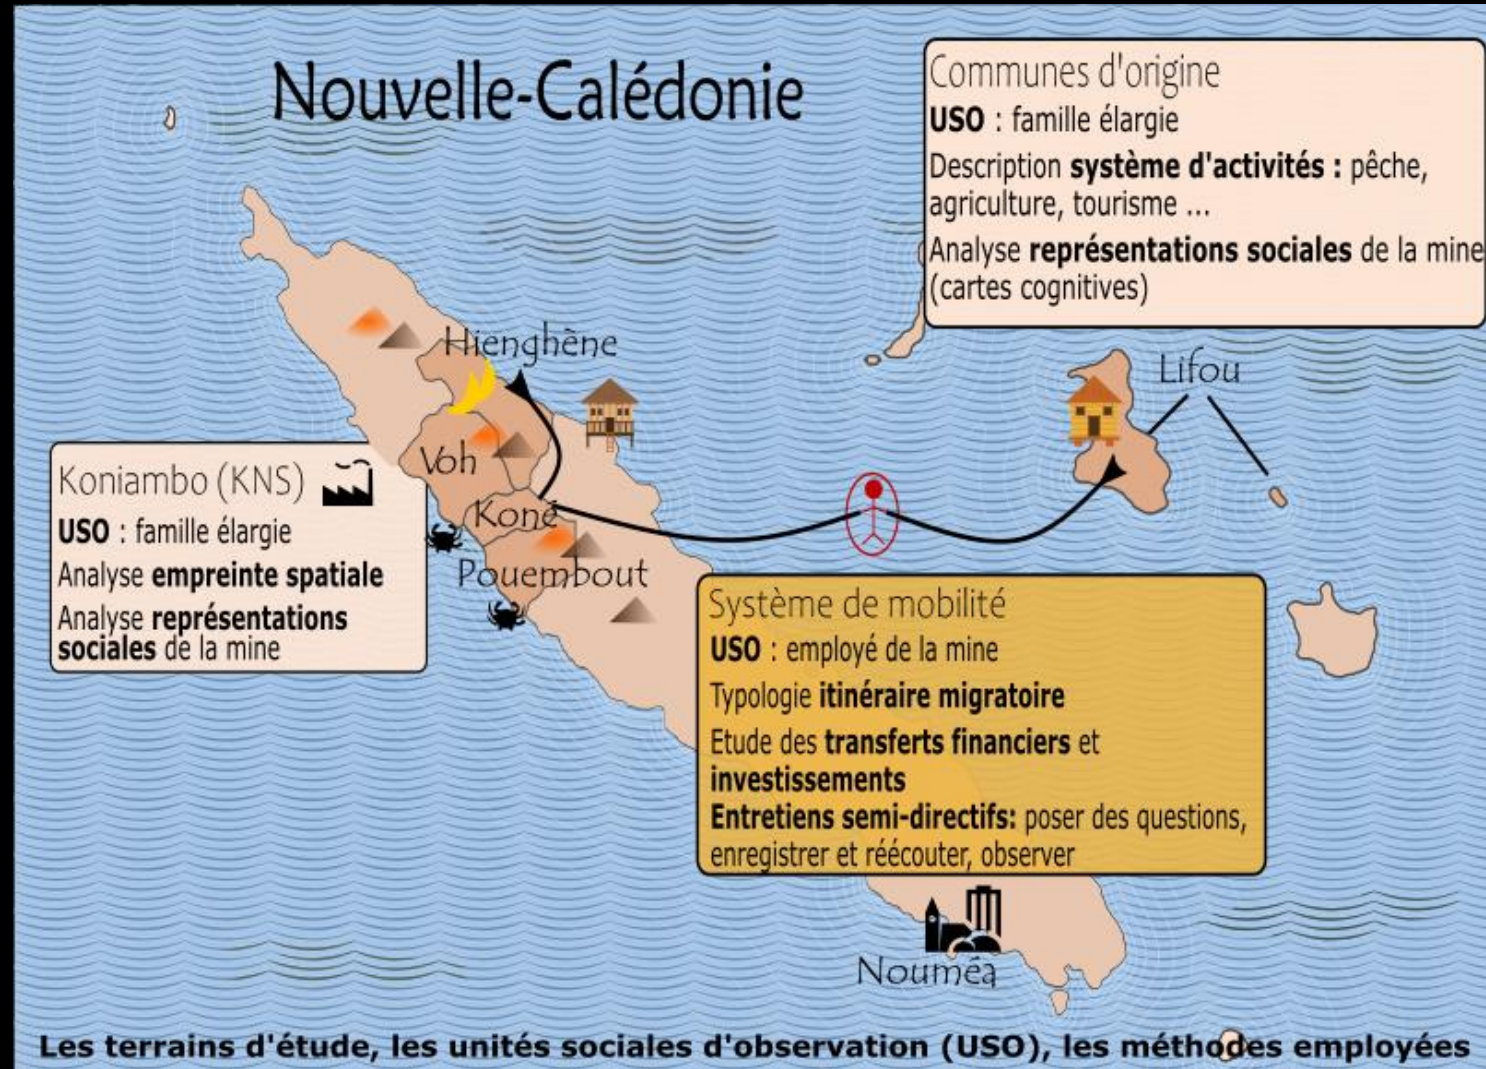 Nouvelle-Calédonie
Communes d'origine
USO : famille élargie
Description système d'activités : pêche,
agriculture, tourisme ...
Analyse représentations sociales de la mine
(cartes cognitives)
Hienghène
Lifou
Voh
Koné
Pouembout
Koniambo (KNS)
USO : famille élargie
Analyse empreinte spatiale
Analyse représentations
sociales de la mine
Système de mobilité
USO : employé de la mine
Typologie itinéraire migratoire
Etude des transferts financiers et
investissements
Entretiens semi-directifs: poser des questions,
enregistrer et réécouter, observer
Nouméa
Les terrains d'étude, les unités sociales d'observation (USO), les méthodes employées